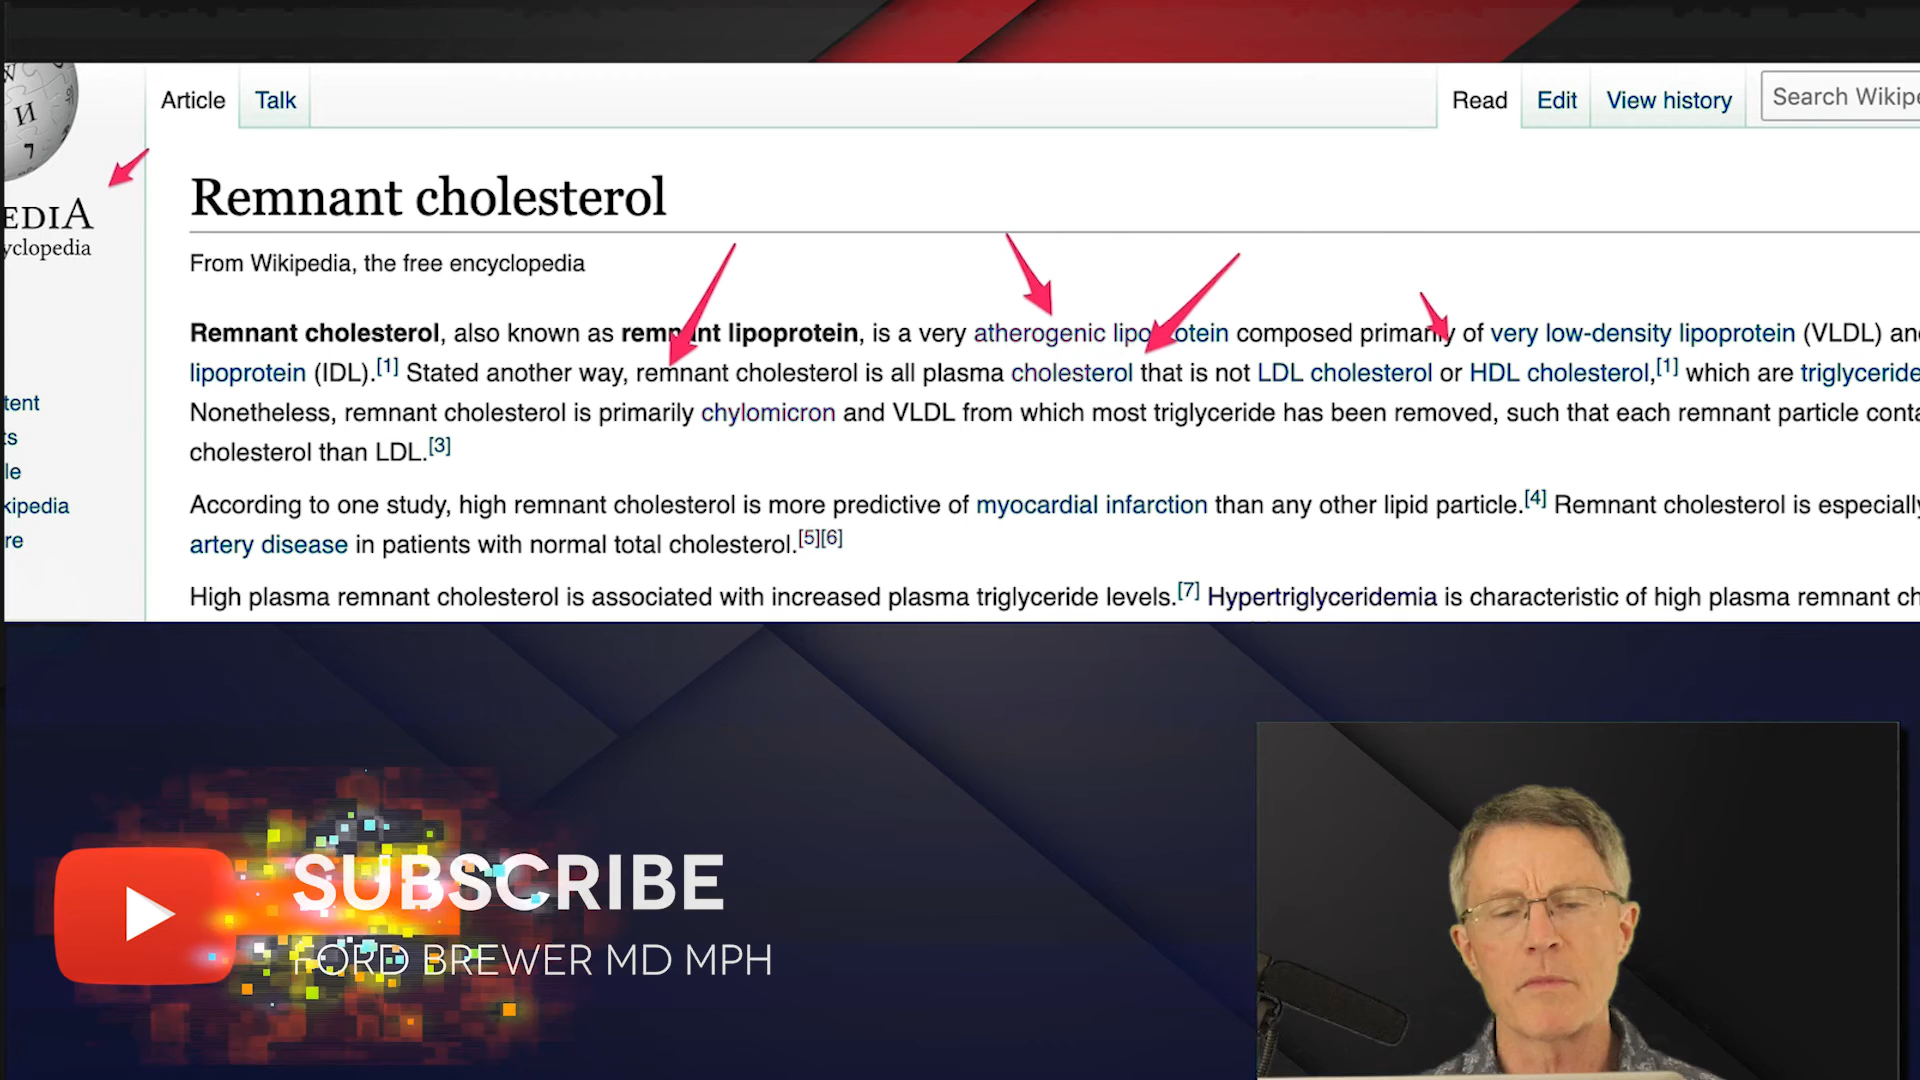 Article Talk Read Edit View history Search Wikipe
EDIA
yclopedia
Remnant cholesterol
From Wikipedia, the free encyclopedia
Remnant cholesterol, also known as remnant lipoprotein, is a very atherogenic lipoprotein composed primarily of very low-density lipoprotein (VLDL) and
lipoprotein (IDL).[1] Stated another way, remnant cholesterol is all plasma cholesterol that is not LDL cholesterol or HDL cholesterol,[1] which are triglyceride
Nonetheless, remnant cholesterol is primarily chylomicron and VLDL from which most triglyceride has been removed, such that each remnant particle conta
cholesterol than LDL.[3]
According to one study, high remnant cholesterol is more predictive of myocardial infarction than any other lipid particle.[4] Remnant cholesterol is especially
artery disease in patients with normal total cholesterol.[5][6]
High plasma remnant cholesterol is associated with increased plasma triglyceride levels.[7] Hypertriglyceridemia is characteristic of high plasma remnant ch
tent
ts
le
kipedia
re
SUBSCRIBE
FORD BREWER MD MPH